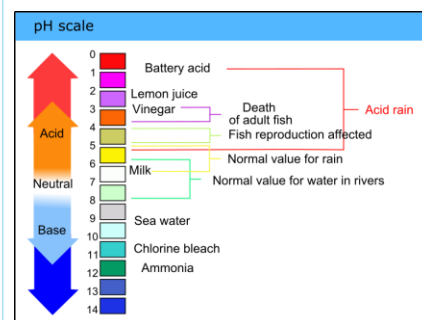 pH scale
0
1
2
3
4
5
6
7
8
9
10
11
12
13
14
Acid
Neutral
Base
Battery acid
Lemon juice
Vinegar
Death
of adult fish
Acid rain
Fish reproduction affected
Normal value for rain
Milk
Normal value for water in rivers
Sea water
Chlorine bleach
Ammonia